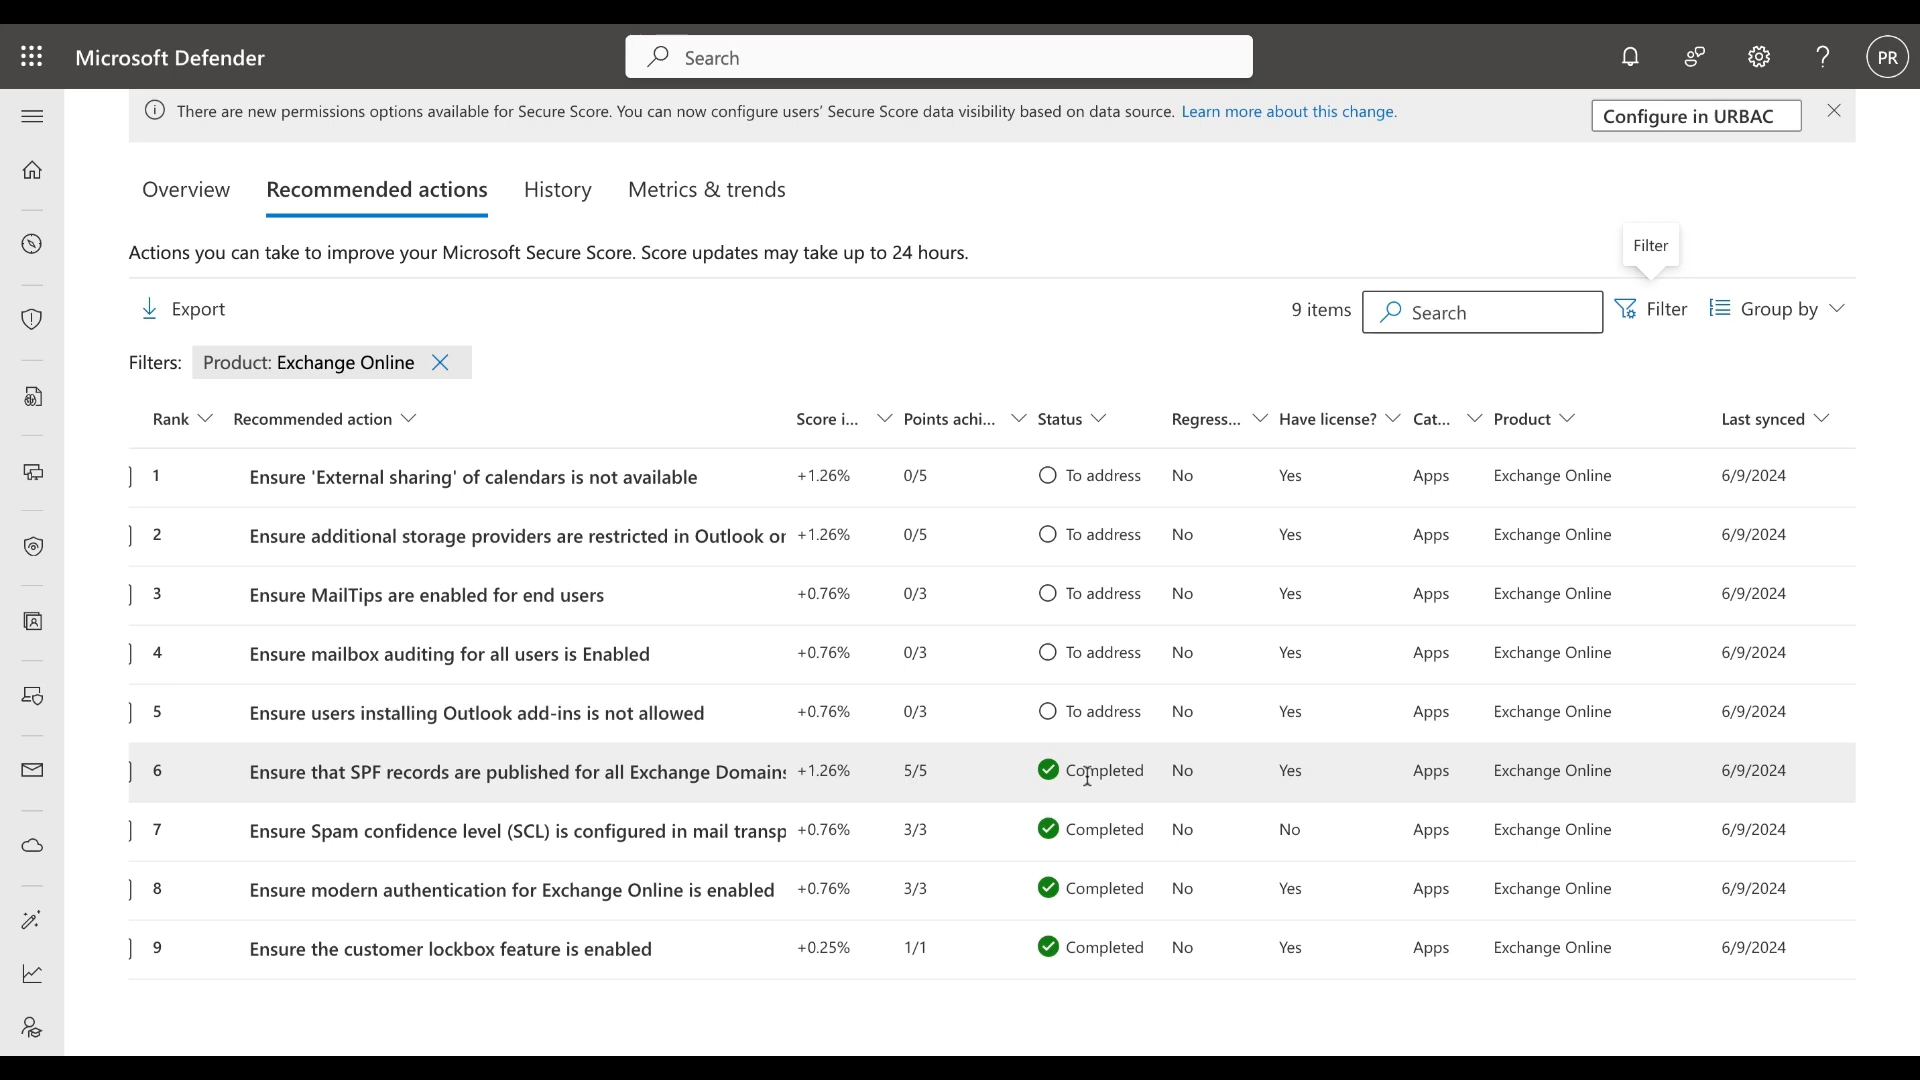 Microsoft Defender
Search
PR
There are new permissions options available for Secure Score. You can now configure users’ Secure Score data visibility based on data source. Learn more about this change.
Configure in URBAC
Overview
Recommended actions
History
Metrics & trends
Actions you can take to improve your Microsoft Secure Score. Score updates may take up to 24 hours.
Filter
Export
9 items
Search
Filter
Group by
Filters: Product: Exchange Online
Rank Recommended action Score i... Points achi... Status Regress... Have license? Cat... Product Last synced
1 Ensure 'External sharing' of calendars is not available +1.26% 0/5 To address No Yes Apps Exchange Online 6/9/2024
2 Ensure additional storage providers are restricted in Outlook or +1.26% 0/5 To address No Yes Apps Exchange Online 6/9/2024
3 Ensure MailTips are enabled for end users +0.76% 0/3 To address No Yes Apps Exchange Online 6/9/2024
4 Ensure mailbox auditing for all users is Enabled +0.76% 0/3 To address No Yes Apps Exchange Online 6/9/2024
5 Ensure users installing Outlook add-ins is not allowed +0.76% 0/3 To address No Yes Apps Exchange Online 6/9/2024
6 Ensure that SPF records are published for all Exchange Domains +1.26% 5/5 Completed No Yes Apps Exchange Online 6/9/2024
7 Ensure Spam confidence level (SCL) is configured in mail transp +0.76% 3/3 Completed No No Apps Exchange Online 6/9/2024
8 Ensure modern authentication for Exchange Online is enabled +0.76% 3/3 Completed No Yes Apps Exchange Online 6/9/2024
9 Ensure the customer lockbox feature is enabled +0.25% 1/1 Completed No Yes Apps Exchange Online 6/9/2024